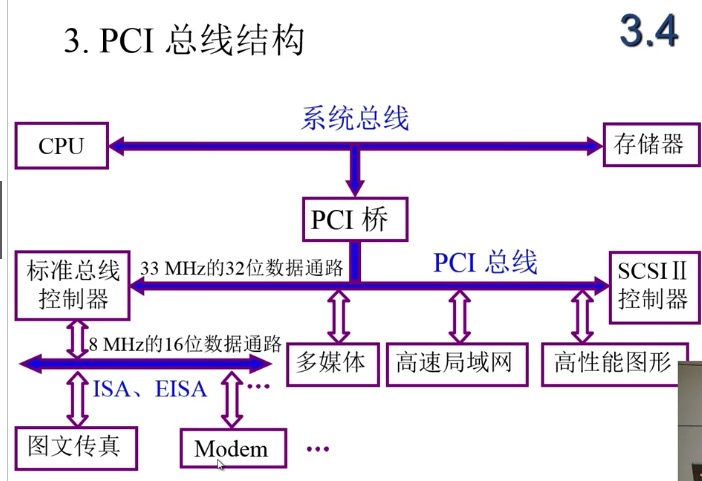 3. PCI 总线结构
3.4
系统总线
CPU
存储器
PCI 桥
33 MHz的32位数据通路
PCI 总线
标准总线
控制器
SCSI Ⅱ
控制器
8 MHz的16位数据通路
多媒体
高速局域网
高性能图形
ISA、EISA
…
图文传真
Modem
…